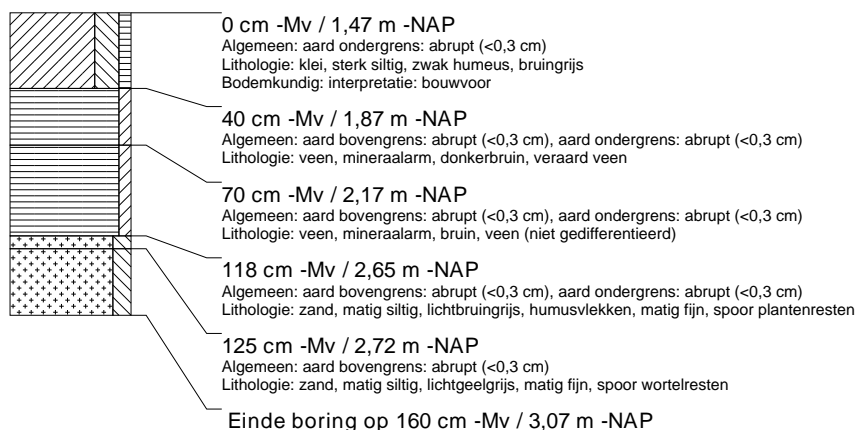 0 cm -Mv / 1,47 m -NAP
Algemeen: aard ondergrens: abrupt (<0,3 cm)
Lithologie: klei, sterk siltig, zwak humeus, bruingrijs
Bodemkundig: interpretatie: bouwvoor
40 cm -Mv / 1,87 m -NAP
Algemeen: aard bovengrens: abrupt (<0,3 cm), aard ondergrens: abrupt (<0,3 cm)
Lithologie: veen, mineraalarm, donkerbruin, veraard veen
70 cm -Mv / 2,17 m -NAP
Algemeen: aard bovengrens: abrupt (<0,3 cm), aard ondergrens: abrupt (<0,3 cm)
Lithologie: veen, mineraalarm, bruin, veen (niet gedifferentieerd)
118 cm -Mv / 2,65 m -NAP
Algemeen: aard bovengrens: abrupt (<0,3 cm), aard ondergrens: abrupt (<0,3 cm)
Lithologie: zand, matig siltig, lichtbruingrijs, humusvlekken, matig fijn, spoor plantenresten
125 cm -Mv / 2,72 m -NAP
Algemeen: aard bovengrens: abrupt (<0,3 cm)
Lithologie: zand, matig siltig, lichtgeelgrijs, matig fijn, spoor wortelresten
Einde boring op 160 cm -Mv / 3,07 m -NAP